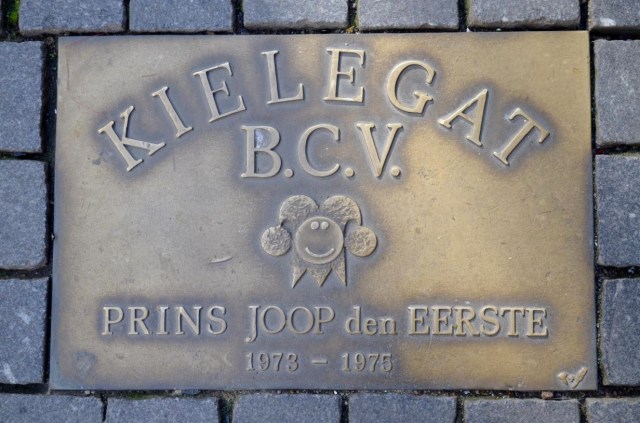 KIELEGAT
B.C.V.
PRINS JOOP den EERSTE
1973 - 1975